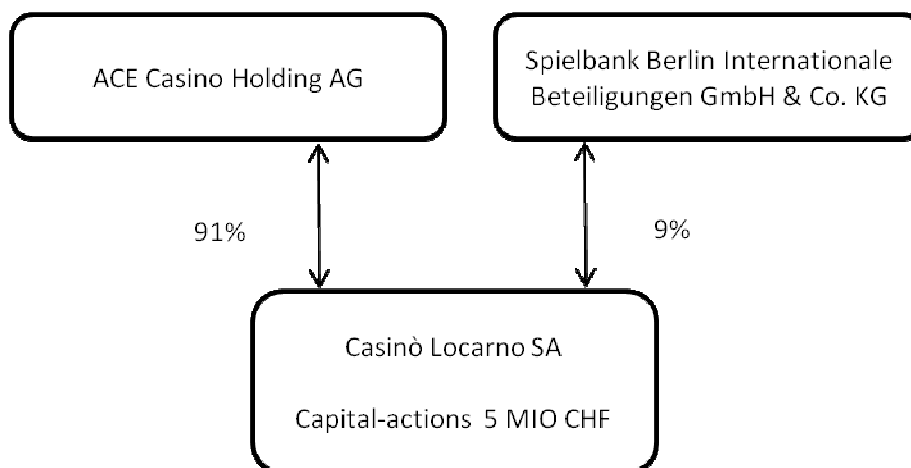 ACE Casino Holding AG
Spielbank Berlin Internationale
Beteiligungen GmbH & Co. KG
91%
9%
Casinò Locarno SA
Capital-actions 5 MIO CHF